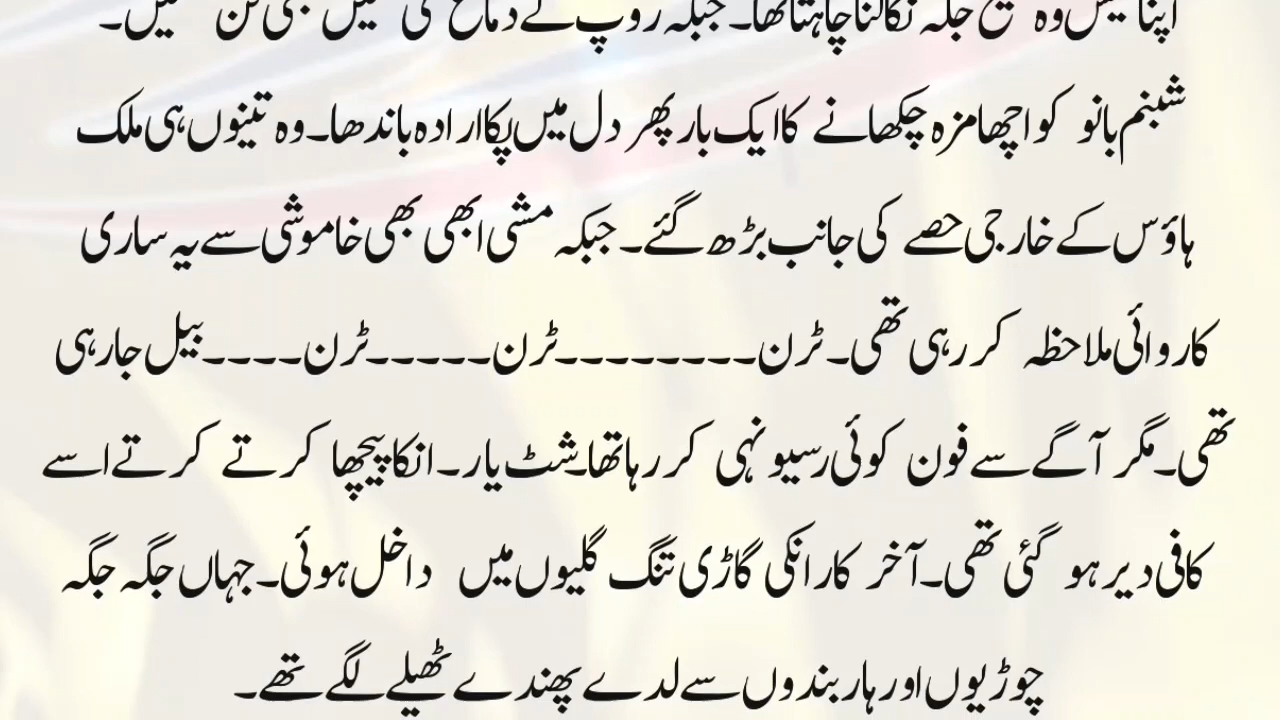 اپنا وہ جگہ نکالنا چاہتا تھا۔ جبکہ روپ کے دماغ کی بھی تن
شبنم بانو کو اچھا مزہ چکھانے کا ایک بار پھر دل میں پکا ارادہ باندھا۔ وہ تینوں ہی ملک
ہاؤس کے خارجی حصے کی جانب بڑھ گئے۔ جبکہ مشی ابھی بھی خاموشی سے یہ ساری
کاروائی ملاحظہ کر رہی تھی۔ ٹرن۔۔۔۔۔۔۔۔ٹرن۔۔۔۔۔ٹرن۔۔۔۔بیل جا رہی
تھی۔ مگر آگے سے فون کوئی رسیو نہی کر رہا تھا۔ شٹ یار۔ انکا پیچھا کرتے کرتے اسے
کافی دیر ہو گئی تھی۔ آخر کار انکی گاڑی تنگ گلیوں میں داخل ہوئی۔ جہاں جگہ جگہ
چوڑیوں اور ہار بندوں سے لدے پھندے ٹھیلے لگے تھے۔